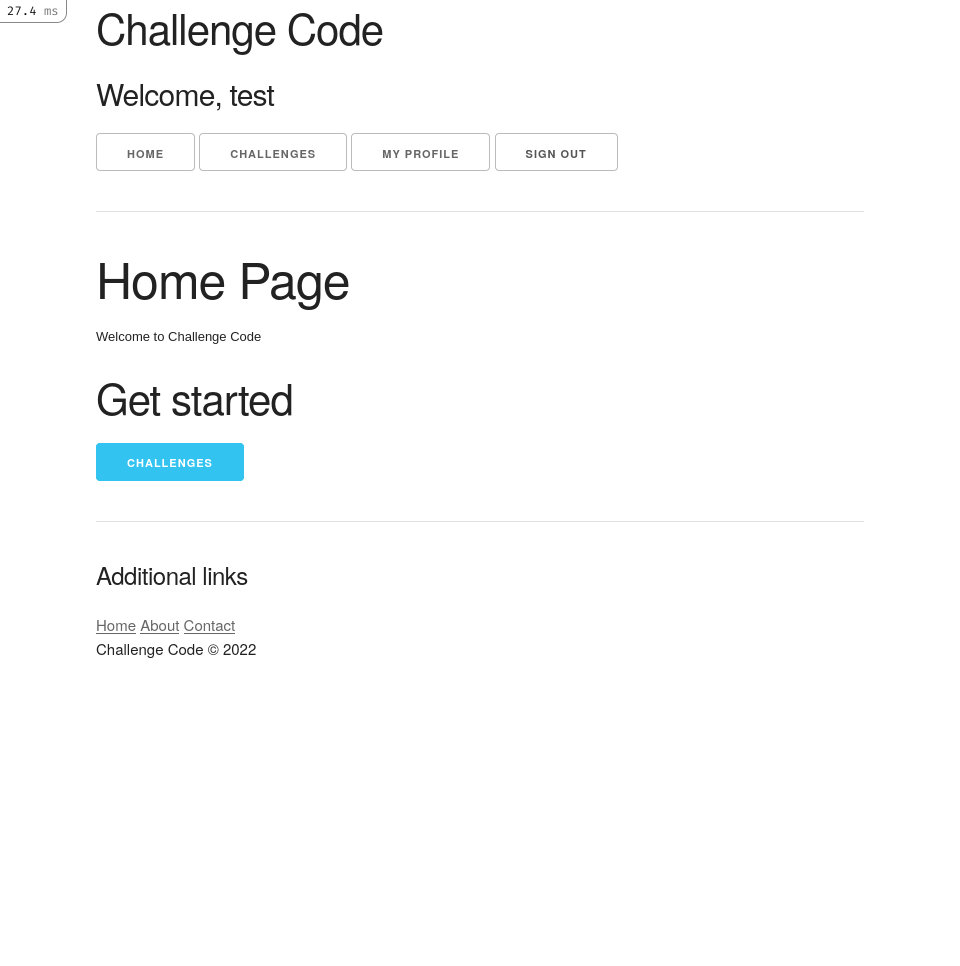 27.4 ms
Challenge Code
Welcome, test
HOME CHALLENGES MY PROFILE SIGN OUT
Home Page
Welcome to Challenge Code
Get started
CHALLENGES
Additional links
Home About Contact
Challenge Code © 2022